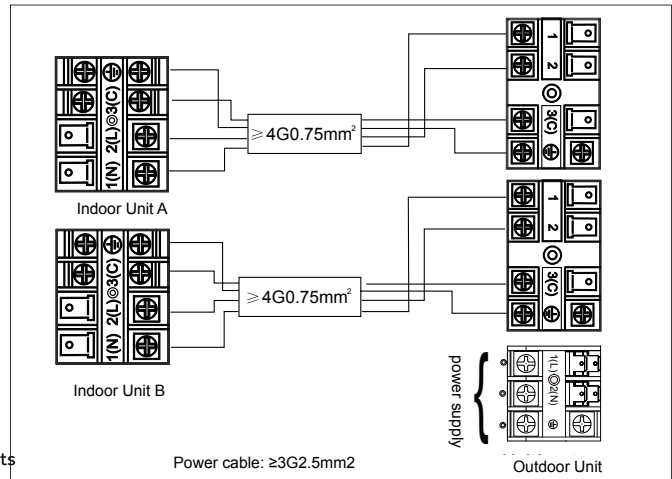 1(N) 2(L) 3(C)
≥4G0.75mm²
1
2
3(C)
Indoor Unit A
1(N) 2(L) 3(C)
≥4G0.75mm²
1
2
3(C)
Indoor Unit B
power supply
1(L) 2(N)
ts
Power cable: ≥3G2.5mm2
Outdoor Unit